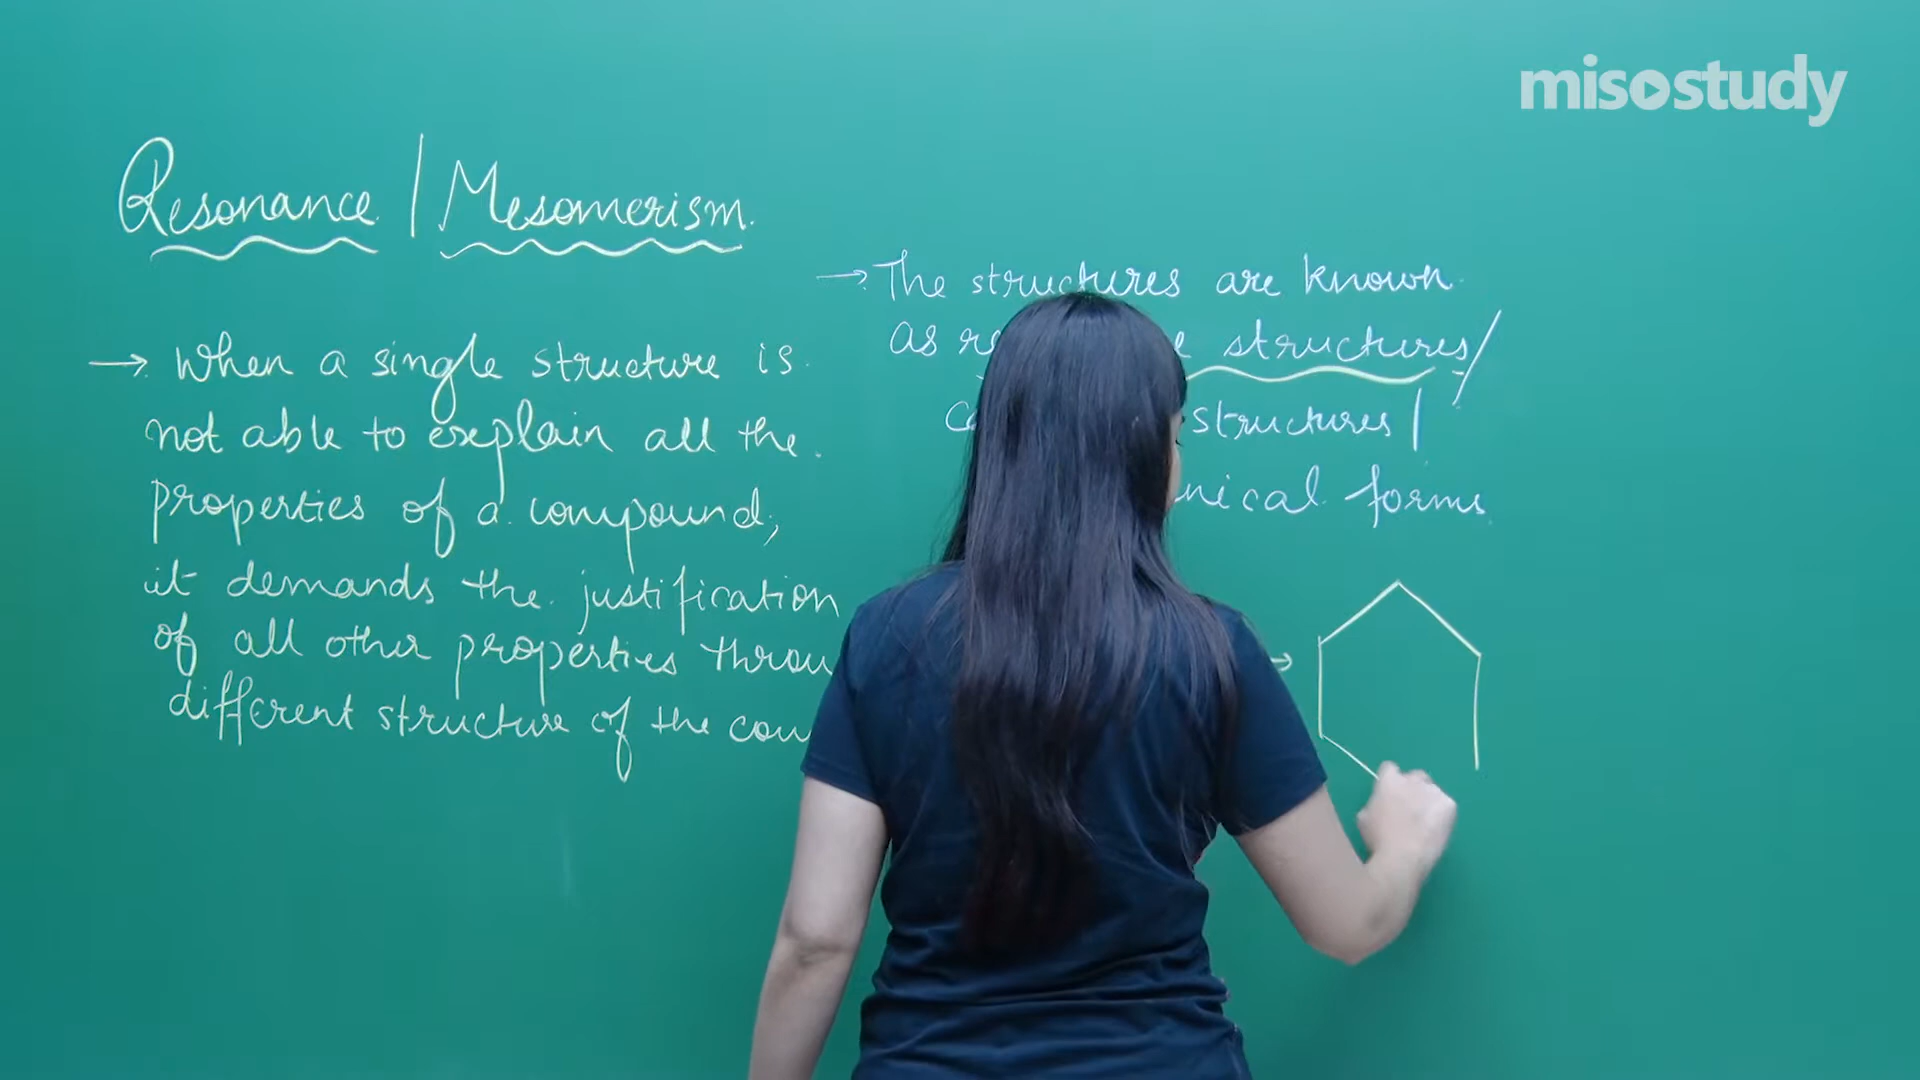 misostudy
Resonance / Mesomerism.
→ When a single structure is
not able to explain all the
properties of a compound,
it demands the justification
of all other properties throu
different structure of the com
→ The structures are known
as re structures /
structures /
nical forms